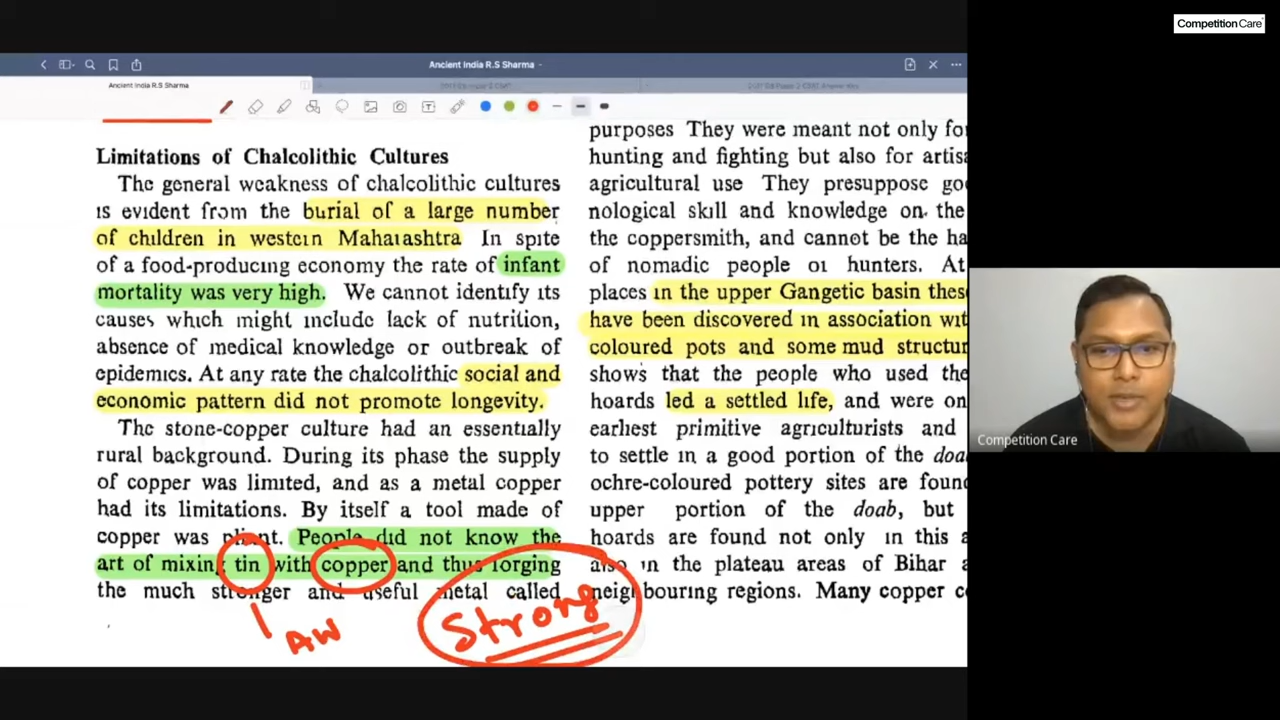 Competition Care
Ancient India R.S Sharma
Ancient India R.S Sharma
Limitations of Chalcolithic Cultures
The general weakness of chalcolithic cultures
is evident from the burial of a large number
of children in western Maharashtra In spite
of a food-producing economy the rate of infant
mortality was very high. We cannot identify its
causes which might include lack of nutrition,
absence of medical knowledge or outbreak of
epidemics. At any rate the chalcolithic social and
economic pattern did not promote longevity.
The stone-copper culture had an essentially
rural background. During its phase the supply
of copper was limited, and as a metal copper
had its limitations. By itself a tool made of
copper was pliant. People did not know the
art of mixing tin with copper and thus forging
the much stronger and useful metal called
Strong
purposes They were meant not only for
hunting and fighting but also for artisa
agricultural use They presuppose goo
nological skill and knowledge on the
the coppersmith, and cannot be the ha
of nomadic people or hunters. At
places in the upper Gangetic basin these
have been discovered in association wit
coloured pots and some mud structur
shows that the people who used the
hoards led a settled life, and were on
earliest primitive agriculturists and
to settle in a good portion of the doa
ochre-coloured pottery sites are found
upper portion of the doab, but
hoards are found not only in this a
also in the plateau areas of Bihar a
neighbouring regions. Many copper c
Competition Care